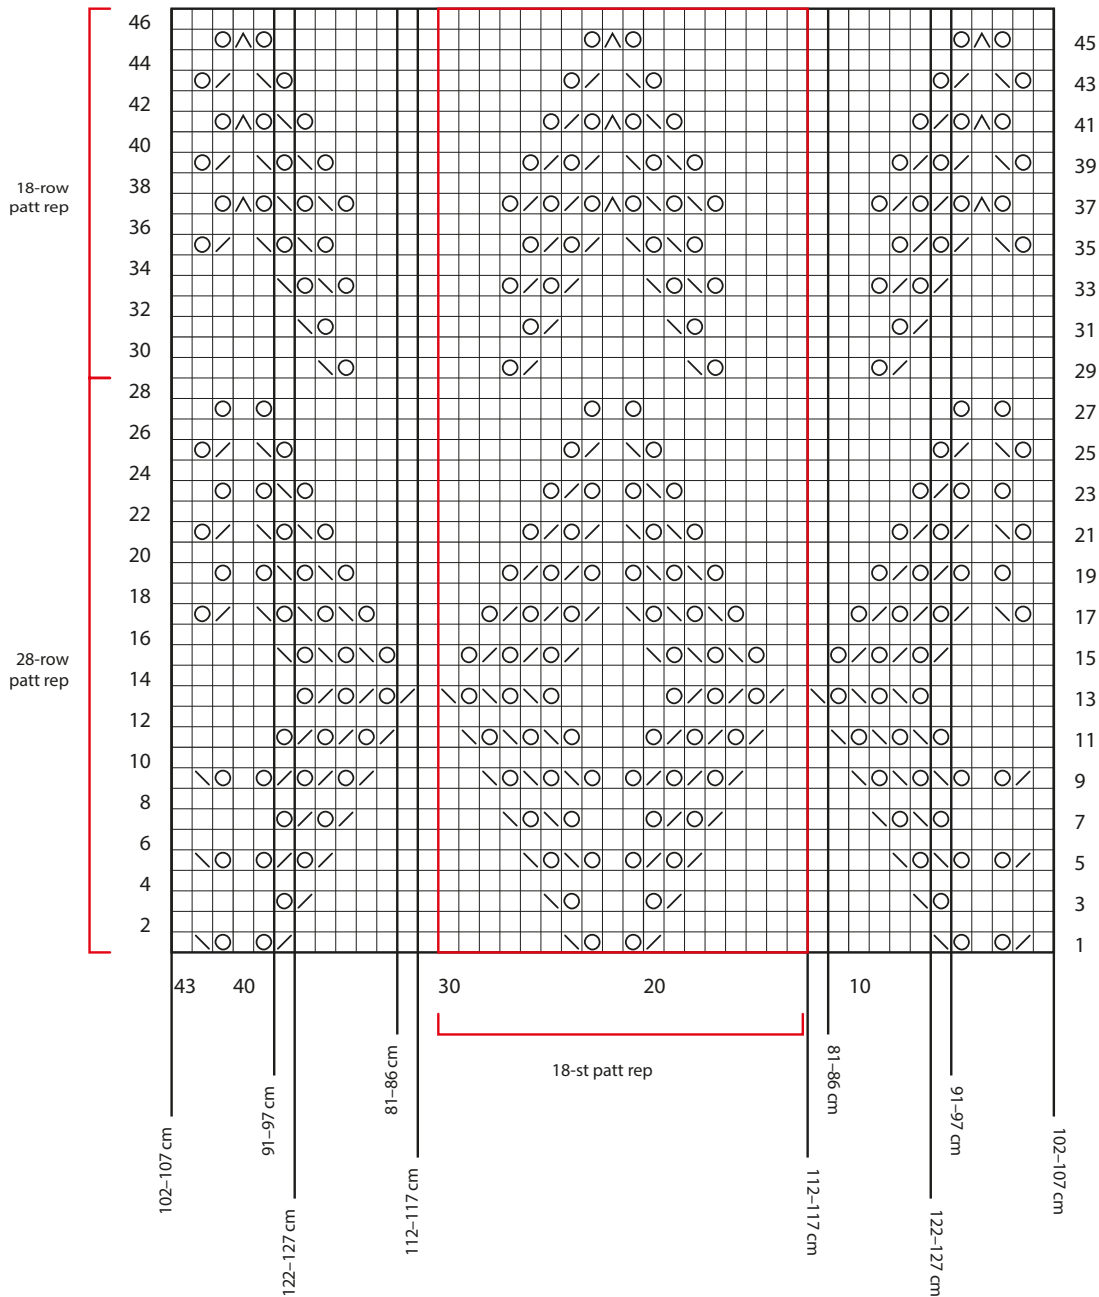 46
45
44
43
42
41
40
39
18-row
patt rep
38
37
36
35
34
33
32
31
30
29
28
27
26
25
24
23
22
21
20
19
18
17
28-row
patt rep
16
15
14
13
12
11
10
9
8
7
6
5
4
3
2
1
43 40 30 20 10
18-st patt rep
102–107 cm
91–97 cm
122–127 cm
81–86 cm
112–117 cm
112–117 cm
81–86 cm
122–127 cm
91–97 cm
102–107 cm